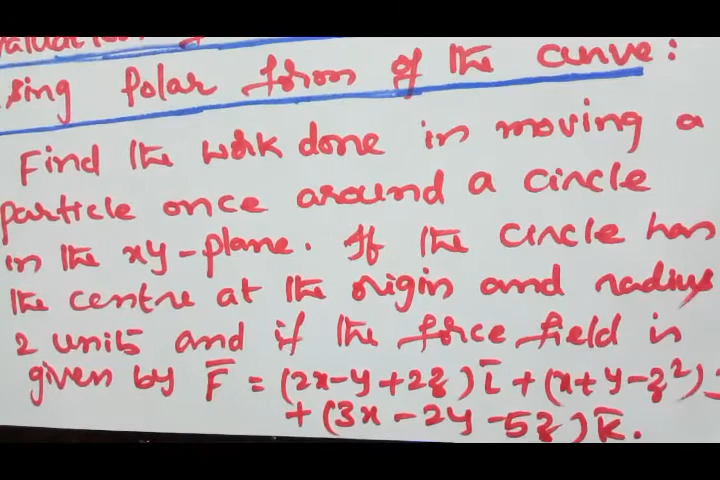 sing Polar form of the curve:
Find the work done in moving a
particle once around a circle
in the xy-plane. If the circle has
the centre at the origin and radius
2 units and if the force field is
given by F̅ = (2x-y+2z)i̅ + (x+y-z²)
+ (3x-2y-5z)k̅.